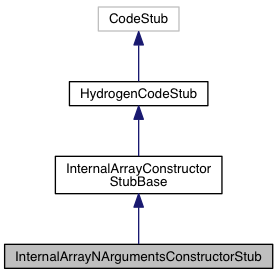 CodeStub
HydrogenCodeStub
InternalArrayConstructor
StubBase
InternalArrayNArgumentsConstructorStub